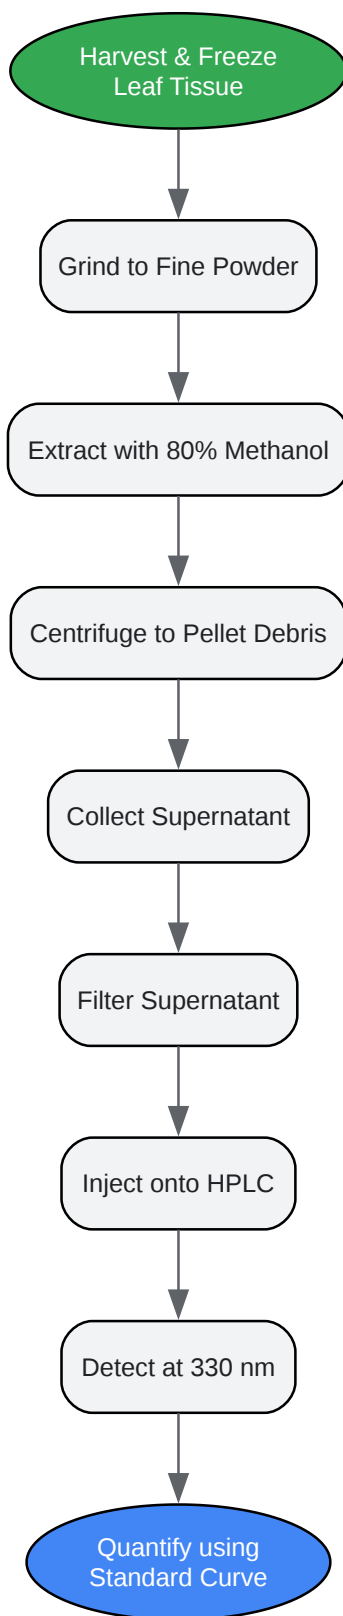 Harvest & Freeze
Leaf Tissue
Grind to Fine Powder
Extract with 80% Methanol
Centrifuge to Pellet Debris
Collect Supernatant
Filter Supernatant
Inject onto HPLC
Detect at 330 nm
Quantify using
Standard Curve